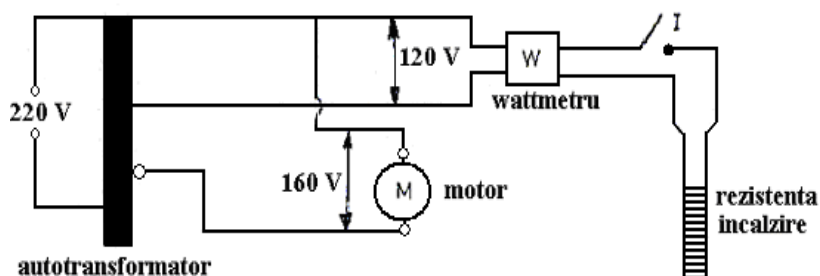 I
120 V
W
wattmetru
220 V
160 V
M
motor
rezistenta
incalzire
autotransformator